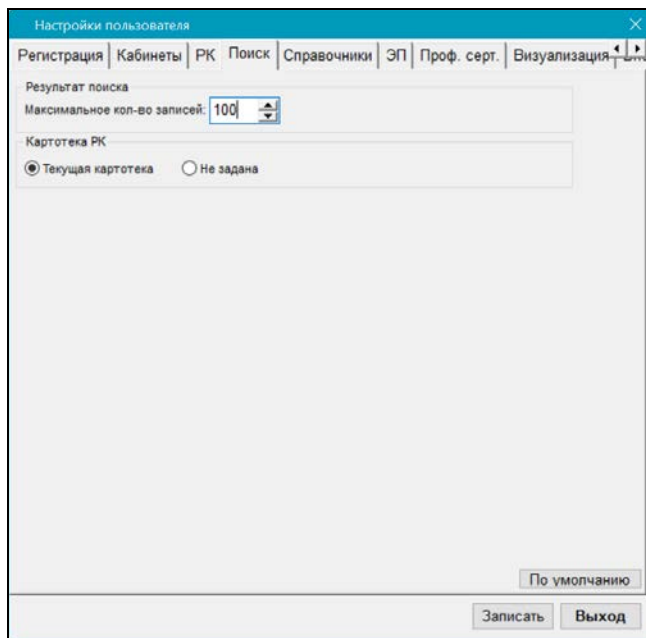 Настройки пользователя
Регистрация Кабинеты РК Поиск Справочники ЭП Проф. серт. Визуализация
Результат поиска
Максимальное кол-во записей: 100
Картотека РК
Текущая картотека Не задана
По умолчанию
Записать Выход